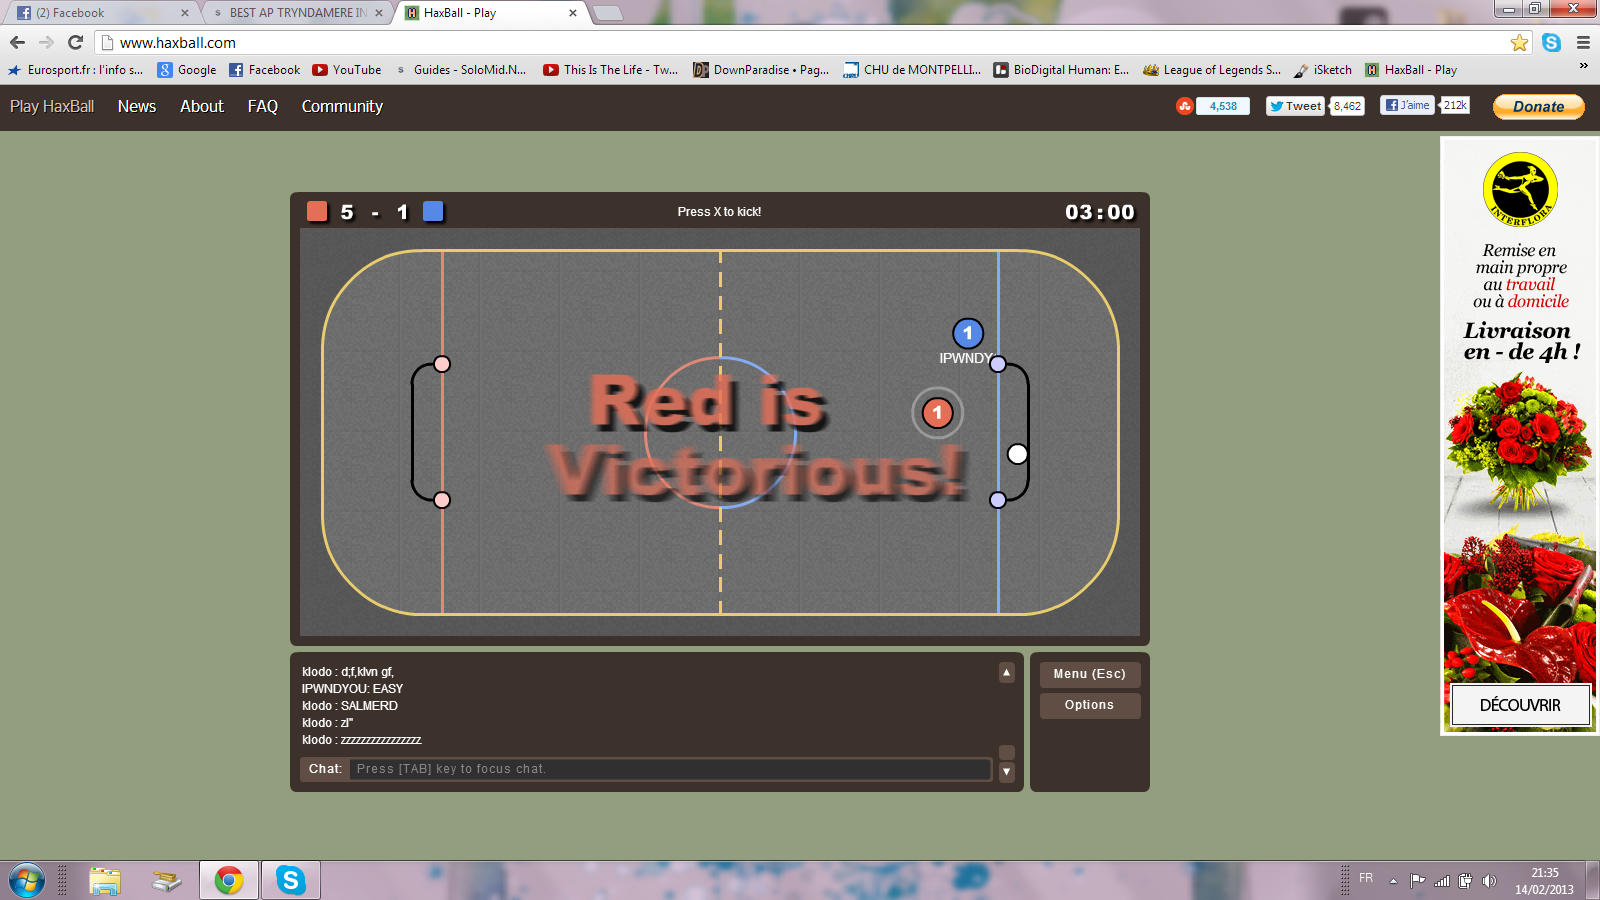 (2) Facebook
BEST AP TRYNDAMERE IN
HaxBall - Play
www.haxball.com
Eurosport.fr : l'info s...
Google
Facebook
YouTube
Guides - SoloMid.N...
This Is The Life - Tw...
DownParadise • Pag...
CHU de MONTPELLI...
BioDigital Human: E...
League of Legends S...
iSketch
HaxBall - Play
Play HaxBall
News
About
FAQ
Community
4,538
Tweet
8,462
J'aime
212k
Donate
5 - 1
Press X to kick!
03:00
1
IPWNDY
1
Red is
Victorious!
klodo : d;f,klvn gf,
IPWNDYOU: EASY
klodo : SALMERD
klodo : zl"
klodo : zzzzzzzzzzzzzzzz
Chat:
Press [TAB] key to focus chat.
Menu (Esc)
Options
INTERFLORA
Remise en
main propre
au travail
ou à domicile
Livraison
en - de 4h !
DÉCOUVRIR
FR
21:35
14/02/2013